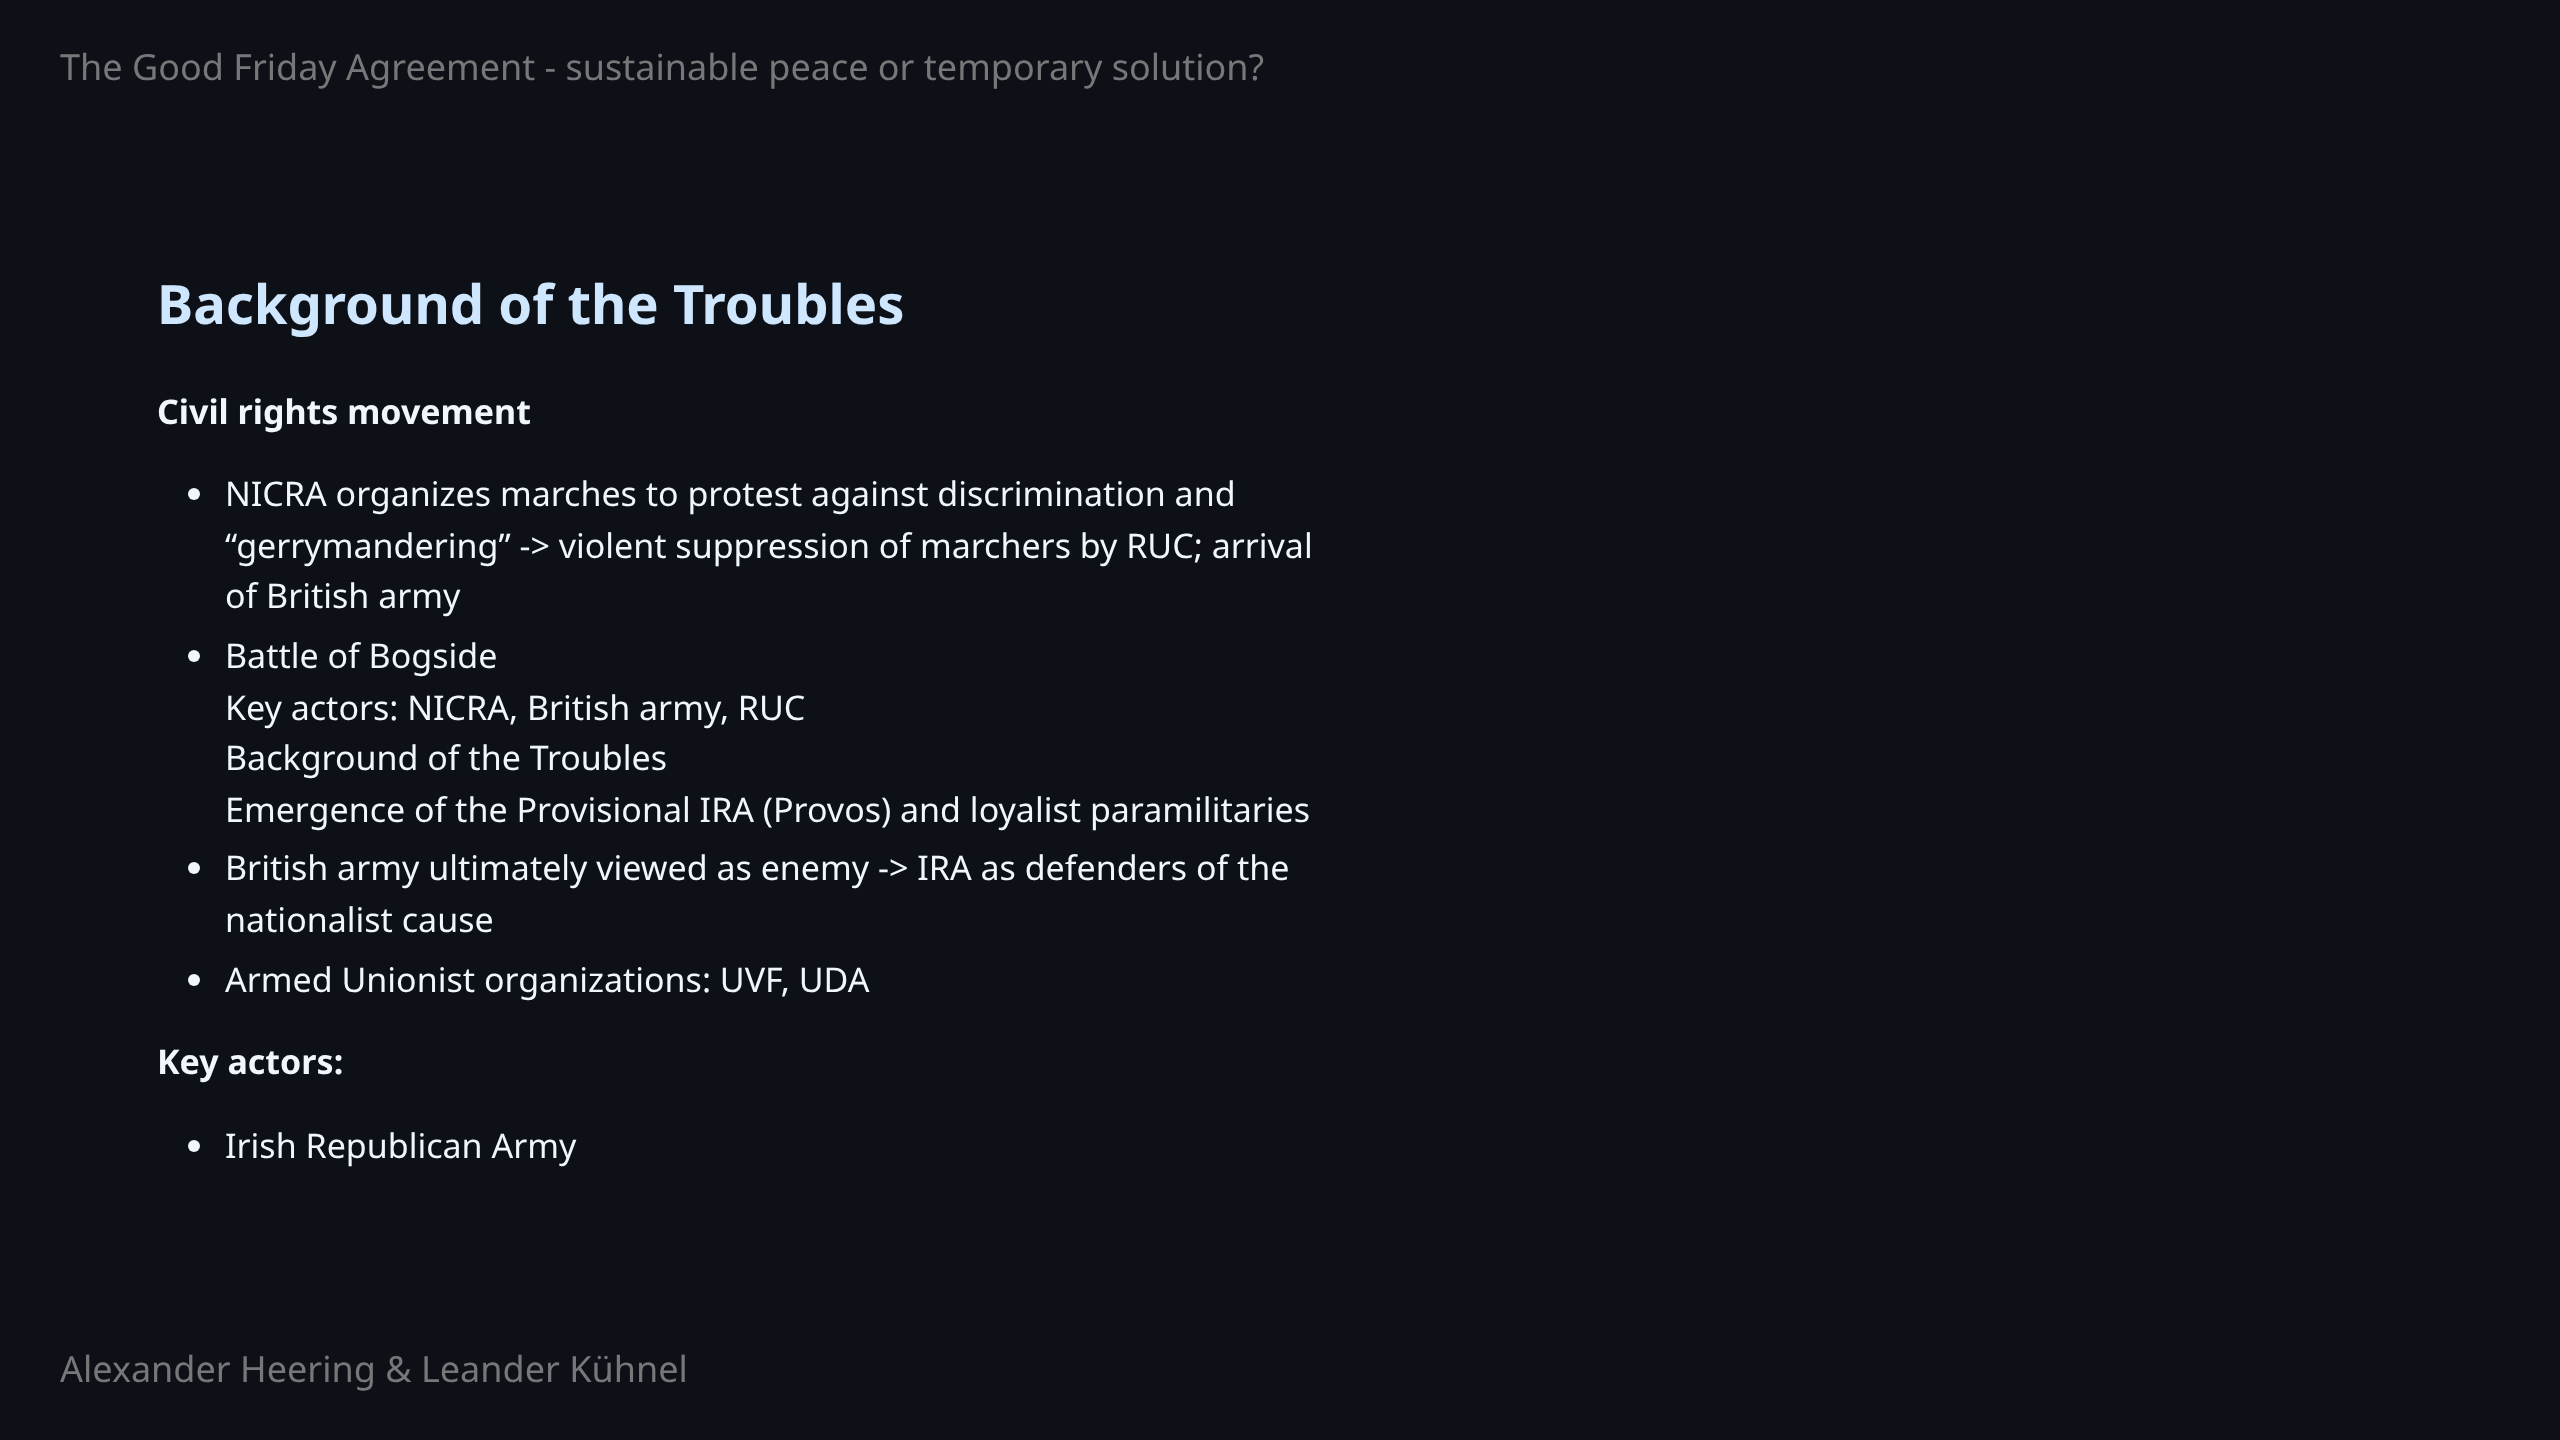 The Good Friday Agreement - sustainable peace or temporary solution?
Background of the Troubles
Civil rights movement
• NICRA organizes marches to protest against discrimination and
“gerrymandering” -> violent suppression of marchers by RUC; arrival
of British army
• Battle of Bogside
Key actors: NICRA, British army, RUC
Background of the Troubles
Emergence of the Provisional IRA (Provos) and loyalist paramilitaries
• British army ultimately viewed as enemy -> IRA as defenders of the
nationalist cause
• Armed Unionist organizations: UVF, UDA
Key actors:
• Irish Republican Army
Alexander Heering & Leander Kühnel